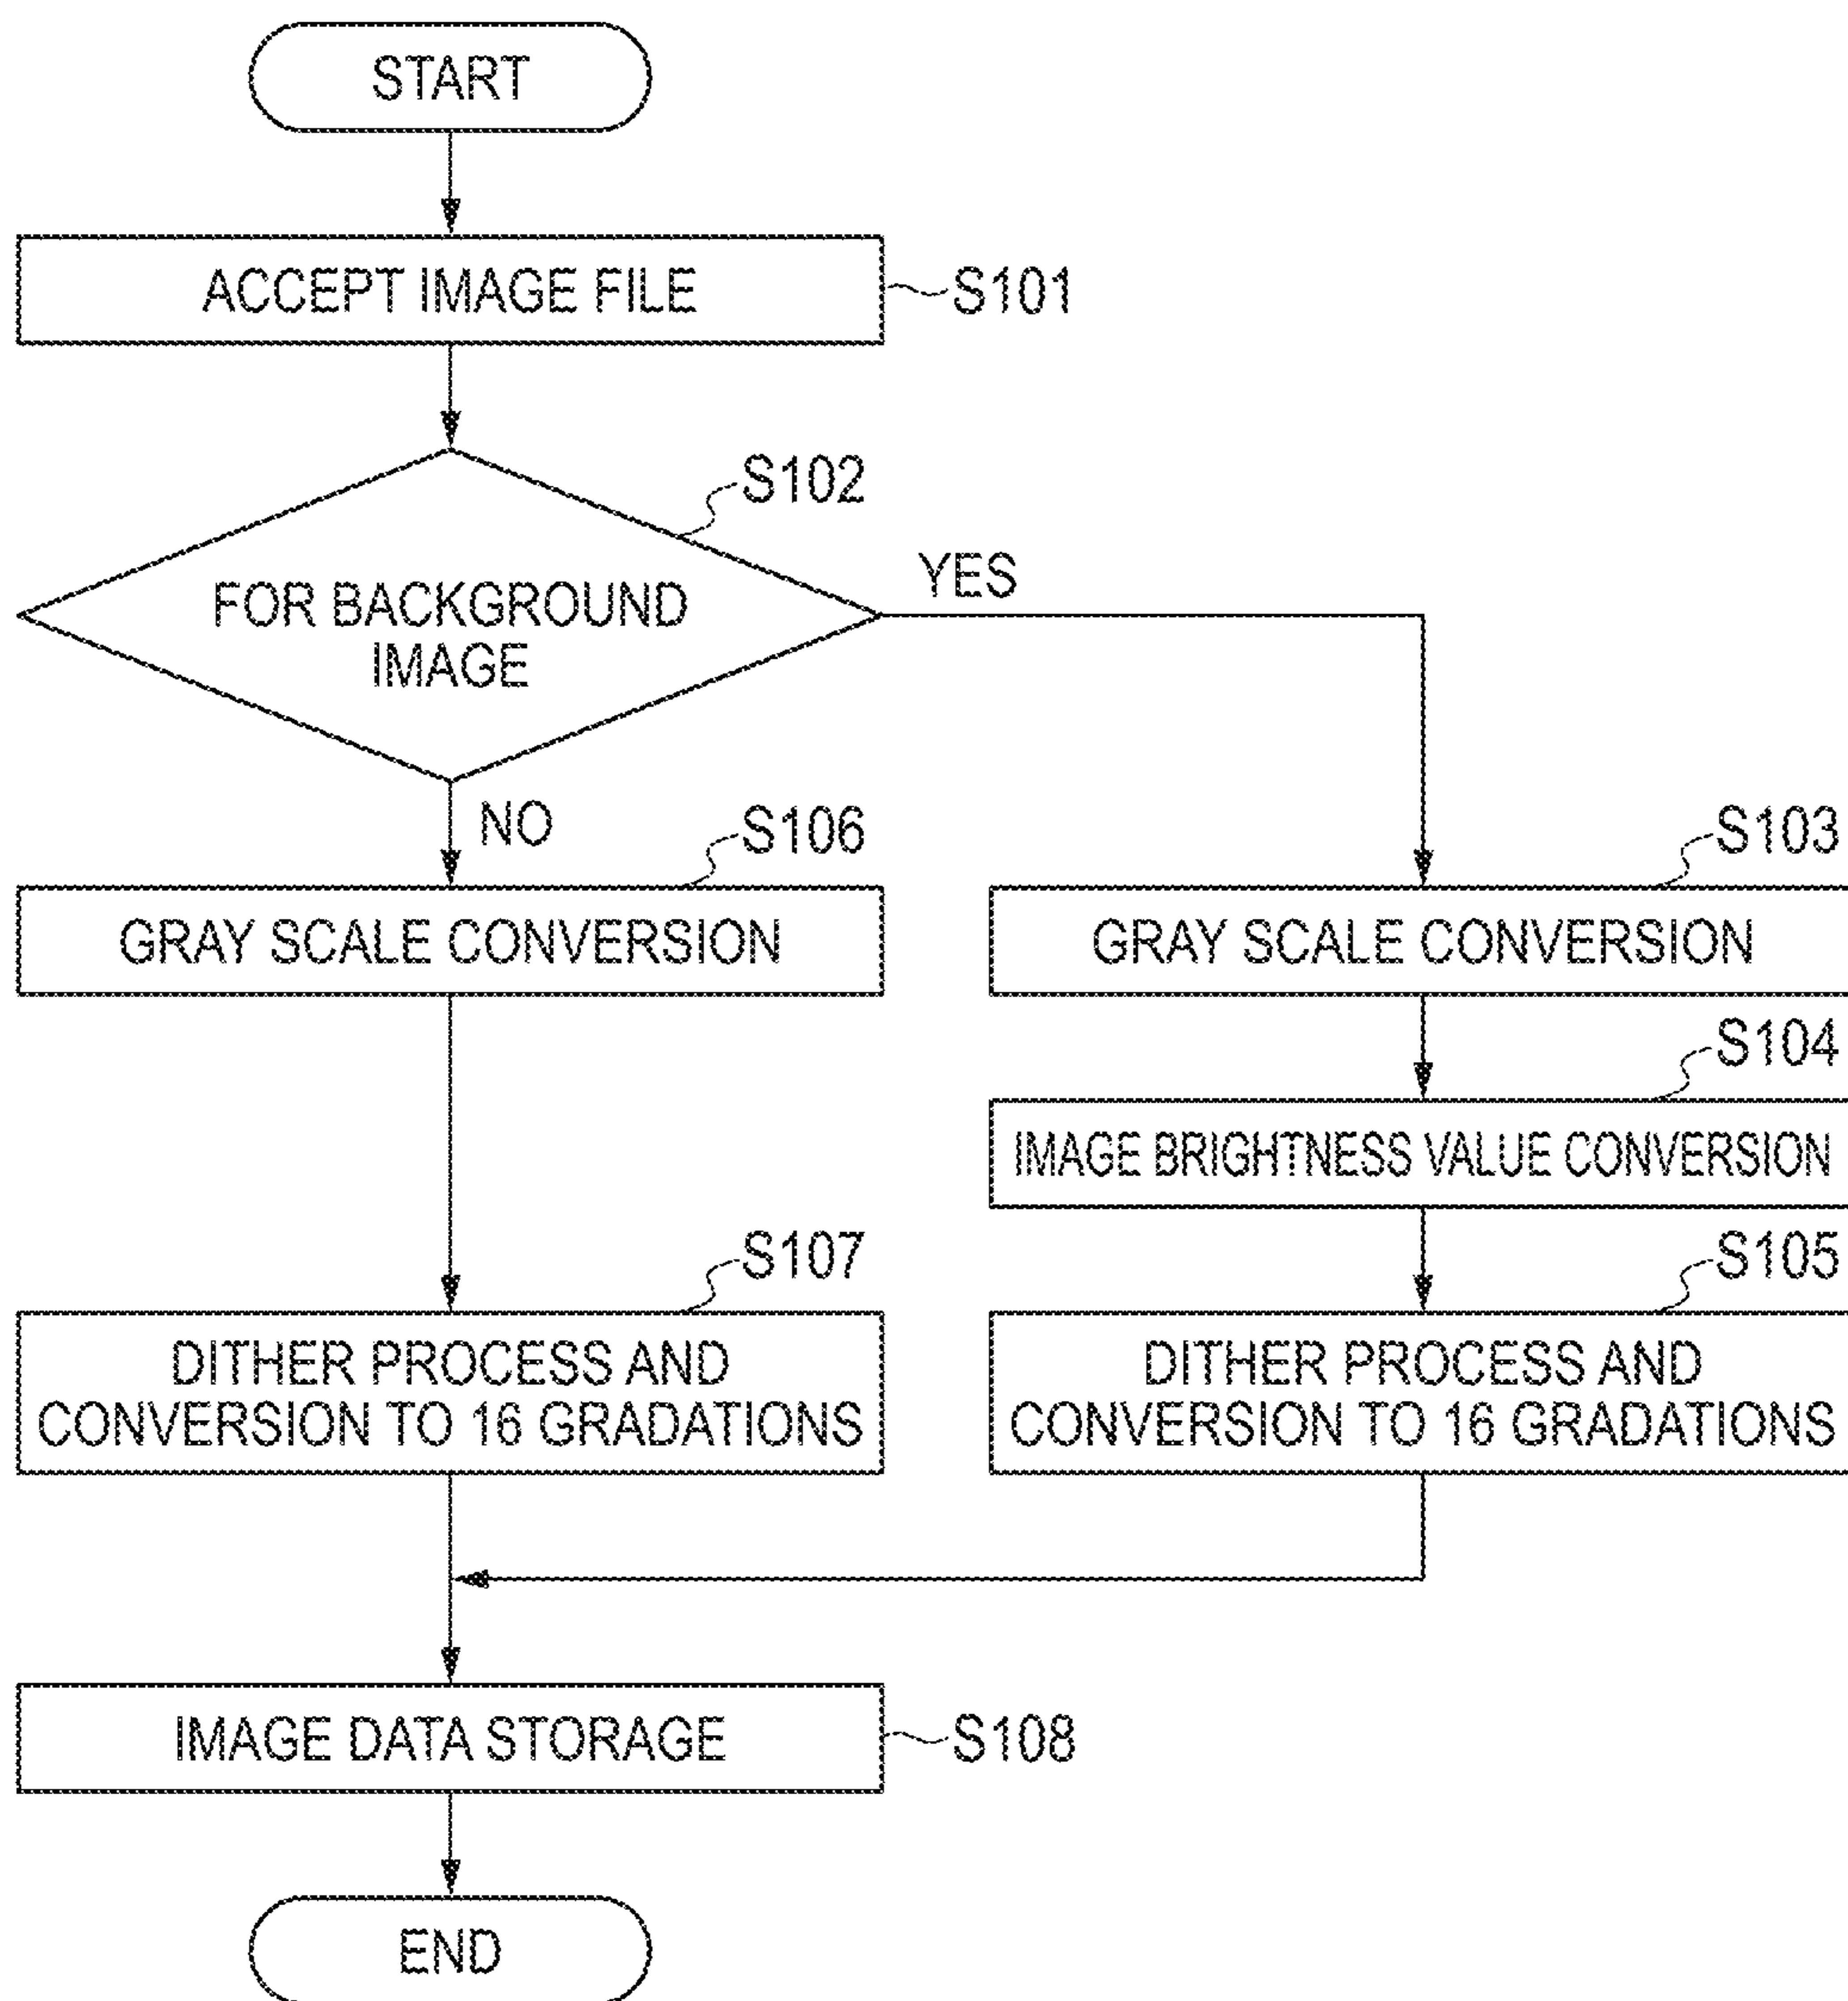 START
ACCEPT IMAGE FILE
S101
S102
FOR BACKGROUND
IMAGE
YES
NO
S106
GRAY SCALE CONVERSION
S103
GRAY SCALE CONVERSION
S104
IMAGE BRIGHTNESS VALUE CONVERSION
S107
DITHER PROCESS AND
CONVERSION TO 16 GRADATIONS
S105
DITHER PROCESS AND
CONVERSION TO 16 GRADATIONS
IMAGE DATA STORAGE
S108
END